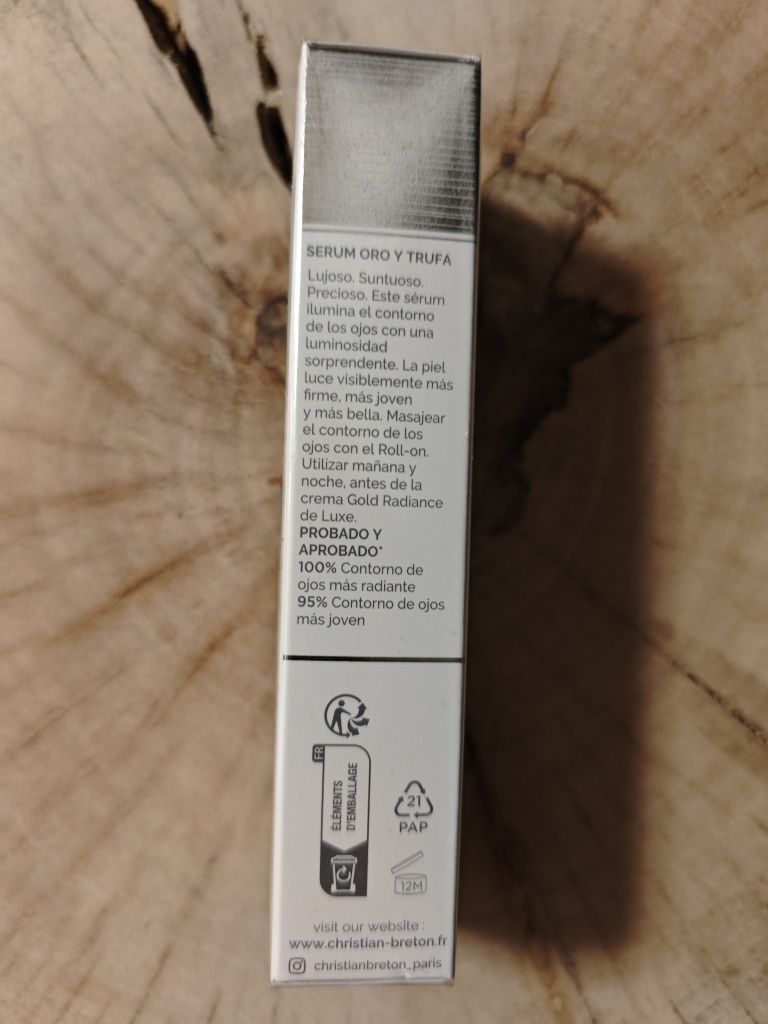 SERUM ORO Y TRUFA
Lujoso. Suntuoso.
Precioso. Este sérum
ilumina el contorno
de los ojos con una
luminosidad
sorprendente. La piel
luce visiblemente más
firme, más joven
y más bella. Masajear
el contorno de los
ojos con el Roll-on.
Utilizar mañana y
noche, antes de la
crema Gold Radiance
de Luxe.
PROBADO Y
APROBADO*
100% Contorno de
ojos más radiante
95% Contorno de ojos
más joven
FR
ÉLÉMENTS
D'EMBALLAGE
21
PAP
12M
visit our website :
www.christian-breton.fr
christianbreton_paris